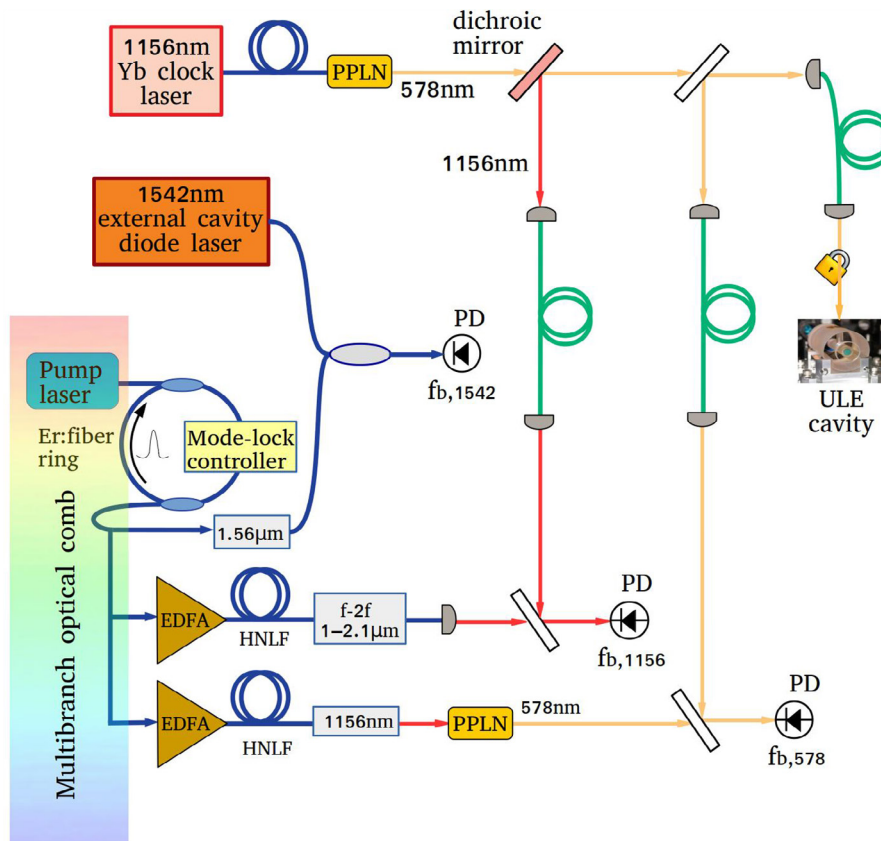 1156nm
Yb clock
laser
PPLN
578nm
dichroic
mirror
1156nm
1542nm
external cavity
diode laser
PD
fb,1542
ULE
cavity
Pump
laser
Er:fiber
ring
Mode-lock
controller
1.56µm
Multibranch optical comb
EDFA
HNLF
f-2f
1–2.1µm
PD
fb,1156
EDFA
HNLF
1156nm
PPLN
578nm
PD
fb,578